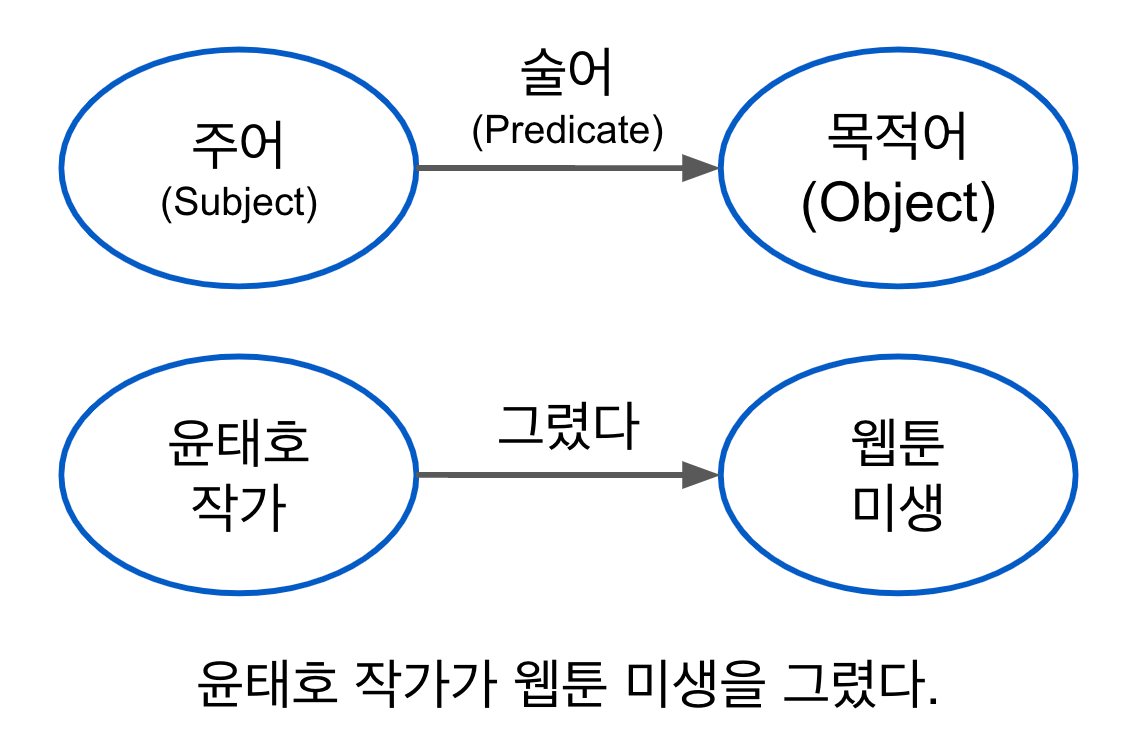 술어
(Predicate)
주어
(Subject)
목적어
(Object)
그렸다
윤태호
작가
웹툰
미생
윤태호 작가가 웹툰 미생을 그렸다.